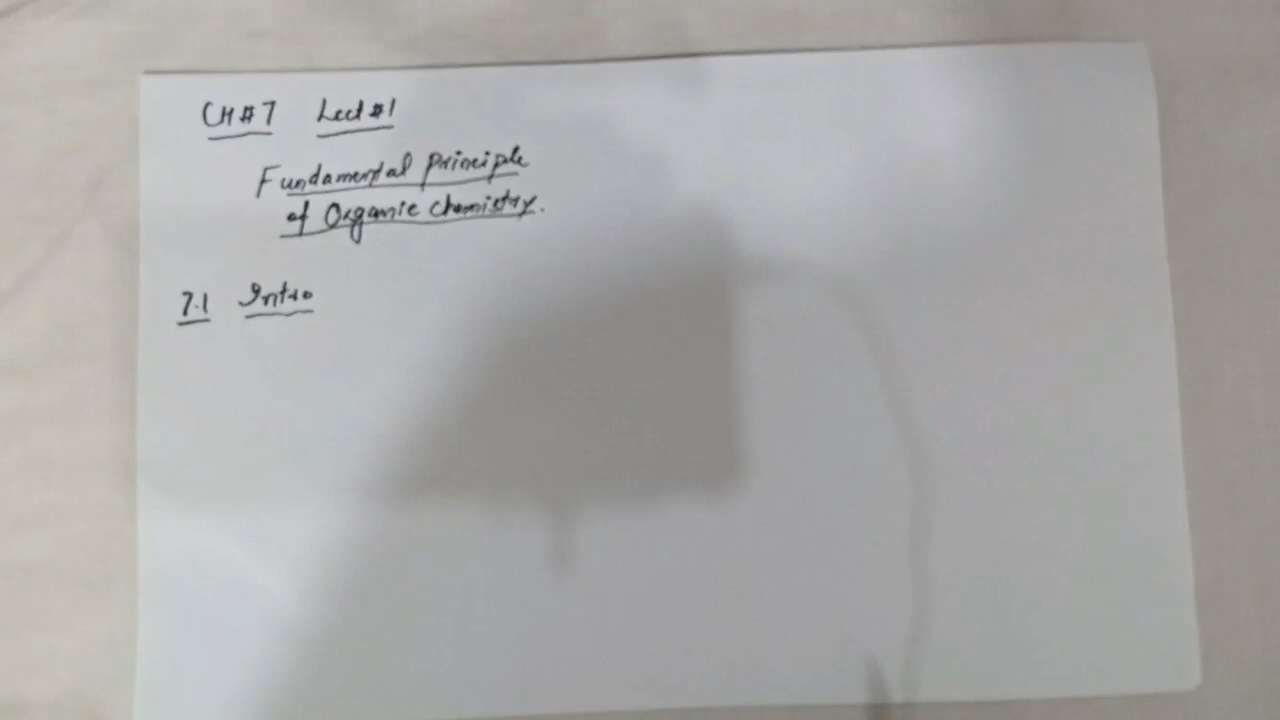 CH#7 Lect#1
Fundamental Principle
of Organic Chemistry.
7.1 Intro